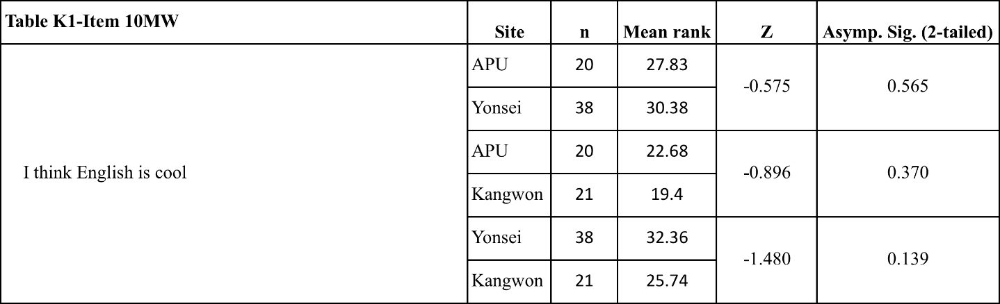 Table K1-Item 10MW
Site n Mean rank Z Asymp. Sig. (2-tailed)
I think English is cool
APU 20 27.83 -0.575 0.565
Yonsei 38 30.38
APU 20 22.68 -0.896 0.370
Kangwon 21 19.4
Yonsei 38 32.36 -1.480 0.139
Kangwon 21 25.74